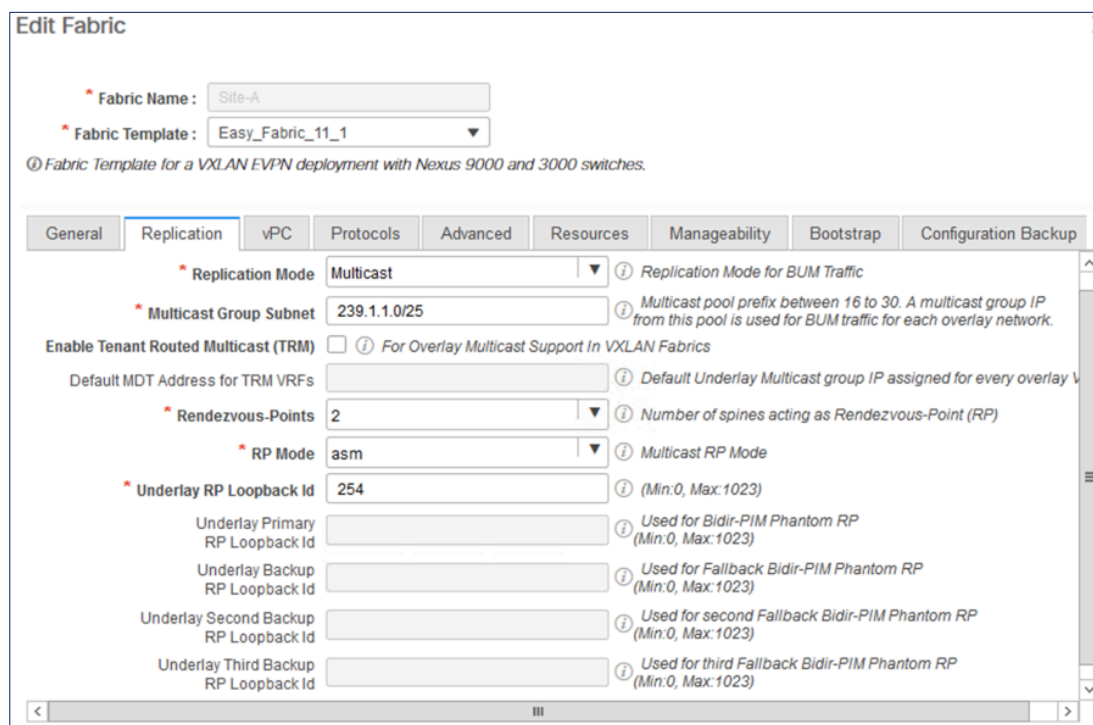 Edit Fabric
* Fabric Name : Site-A
* Fabric Template : Easy_Fabric_11_1
Fabric Template for a VXLAN EVPN deployment with Nexus 9000 and 3000 switches.
General Replication vPC Protocols Advanced Resources Manageability Bootstrap Configuration Backup
* Replication Mode Multicast Replication Mode for BUM Traffic
* Multicast Group Subnet 239.1.1.0/25 Multicast pool prefix between 16 to 30. A multicast group IP
from this pool is used for BUM traffic for each overlay network.
Enable Tenant Routed Multicast (TRM) For Overlay Multicast Support In VXLAN Fabrics
Default MDT Address for TRM VRFs Default Underlay Multicast group IP assigned for every overlay V
* Rendezvous-Points 2 Number of spines acting as Rendezvous-Point (RP)
* RP Mode asm Multicast RP Mode
* Underlay RP Loopback Id 254 (Min:0, Max:1023)
Underlay Primary Used for Bidir-PIM Phantom RP
RP Loopback Id (Min:0, Max:1023)
Underlay Backup Used for Fallback Bidir-PIM Phantom RP
RP Loopback Id (Min:0, Max:1023)
Underlay Second Backup Used for second Fallback Bidir-PIM Phantom RP
RP Loopback Id (Min:0, Max:1023)
Underlay Third Backup Used for third Fallback Bidir-PIM Phantom RP
RP Loopback Id (Min:0, Max:1023)